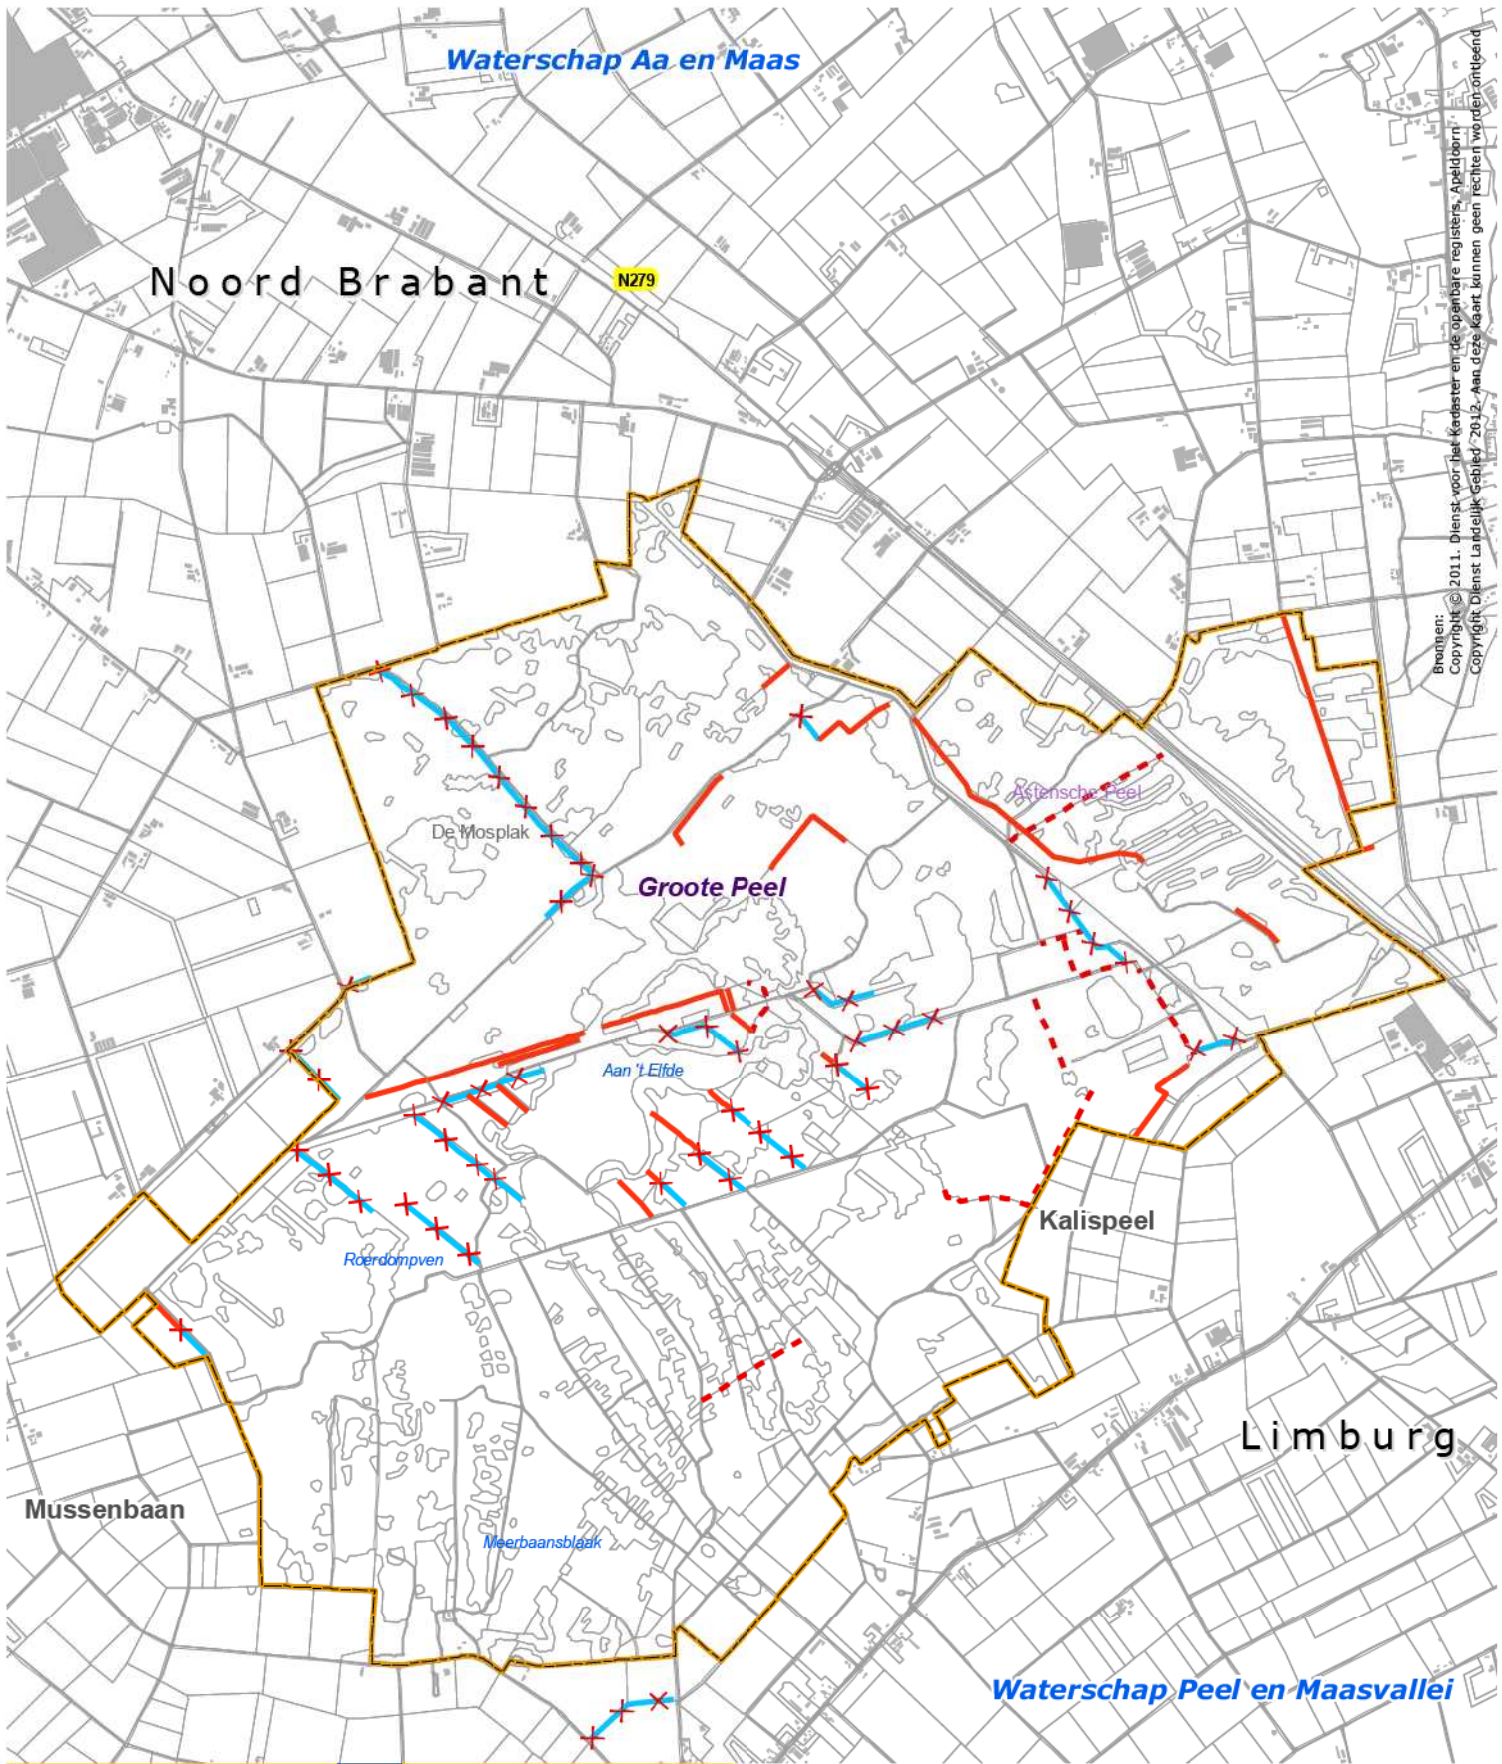 Waterschap Aa en Maas
Noord Brabant
N279
Bronnen:
Copyright © 2011. Dienst voor het Kadaster en de openbare registers, Apeldoorn
Copyright Dienst Landelijk Gebied 2012. Aan deze kaart kunnen geen rechten worden ontleend
Astensche Peel
De Mosplak
Groote Peel
Aan 't Elfde
Kalispeel
Roerdompven
Limburg
Mussenbaan
Meerbaansblaak
Waterschap Peel en Maasvallei